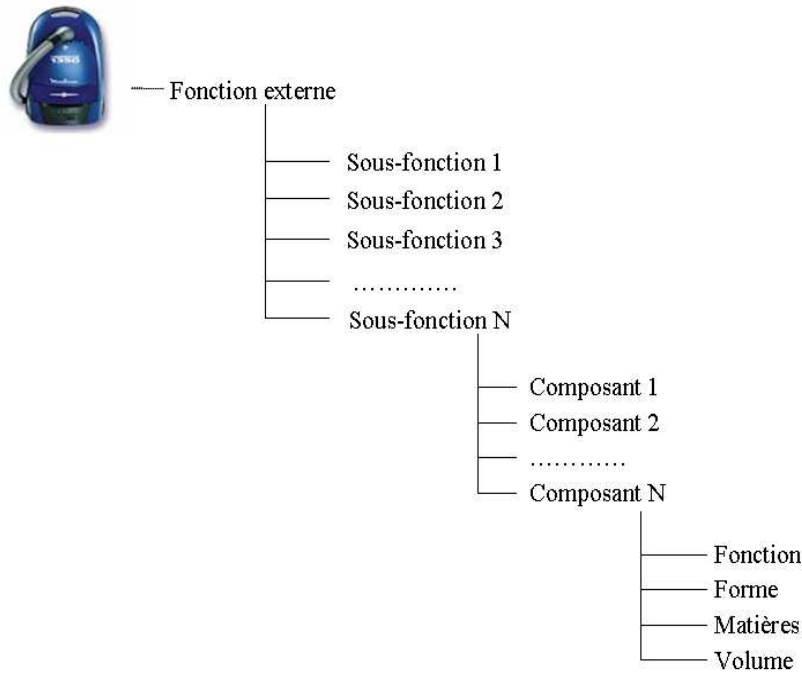 Fonction externe
Sous-fonction 1
Sous-fonction 2
Sous-fonction 3
.............
Sous-fonction N
Composant 1
Composant 2
............
Composant N
Fonction
Forme
Matières
Volume